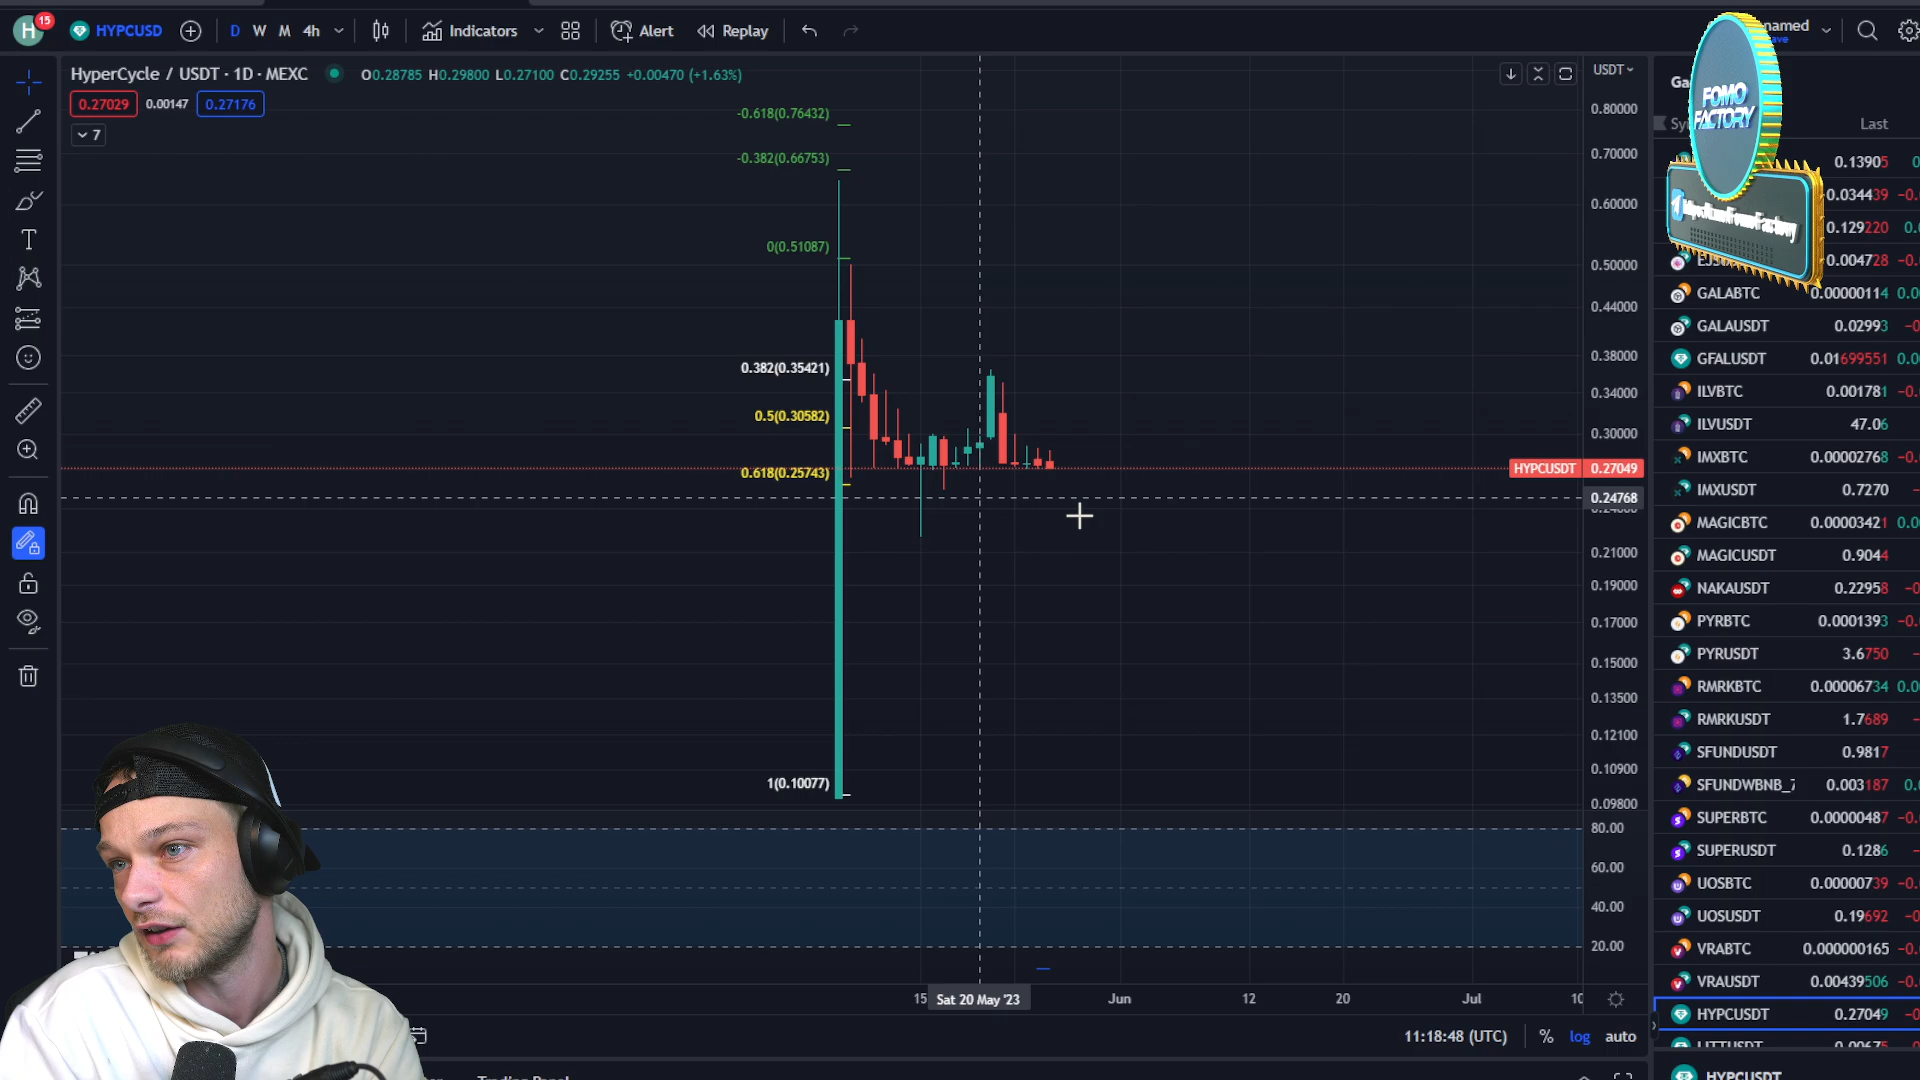 H
15
HYPCUSD
D W M 4h
Indicators
Alert
Replay
named
HyperCycle / USDT · 1D · MEXC
O0.28785 H0.29800 L0.27100 C0.29255 +0.00470 (+1.63%)
0.27029 0.00147 0.27176
7
-0.618(0.76432)
-0.382(0.66753)
0(0.51087)
0.382(0.35421)
0.5(0.30582)
0.618(0.25743)
1(0.10077)
USDT
0.80000
0.70000
0.60000
0.50000
0.44000
0.38000
0.34000
0.30000
HYPCUSDT 0.27049
0.24768
0.21000
0.19000
0.17000
0.15000
0.13500
0.12100
0.10900
0.09800
80.00
60.00
40.00
20.00
15 Sat 20 May '23 Jun 12 20 Jul
11:18:48 (UTC) % log auto
Last
FOMO
FACTORY
0.13905
0.034439
0.129220
0.004728
GALABTC 0.00000114
GALAUSDT 0.02993
GFALUSDT 0.01699551
ILVBTC 0.001781
ILVUSDT 47.06
IMXBTC 0.00002768
IMXUSDT 0.7270
MAGICBTC 0.00003421
MAGICUSDT 0.9044
NAKAUSDT 0.22958
PYRBTC 0.0001393
PYRUSDT 3.6750
RMRKBTC 0.00006734
RMRKUSDT 1.7689
SFUNDUSDT 0.9817
SFUNDWBNB_ 0.003187
SUPERBTC 0.00000487
SUPERUSDT 0.1286
UOSBTC 0.00000739
UOSUSDT 0.19692
VRABTC 0.000000165
VRAUSDT 0.00439506
HYPCUSDT 0.27049
HYPCUSDT
Trading Panel